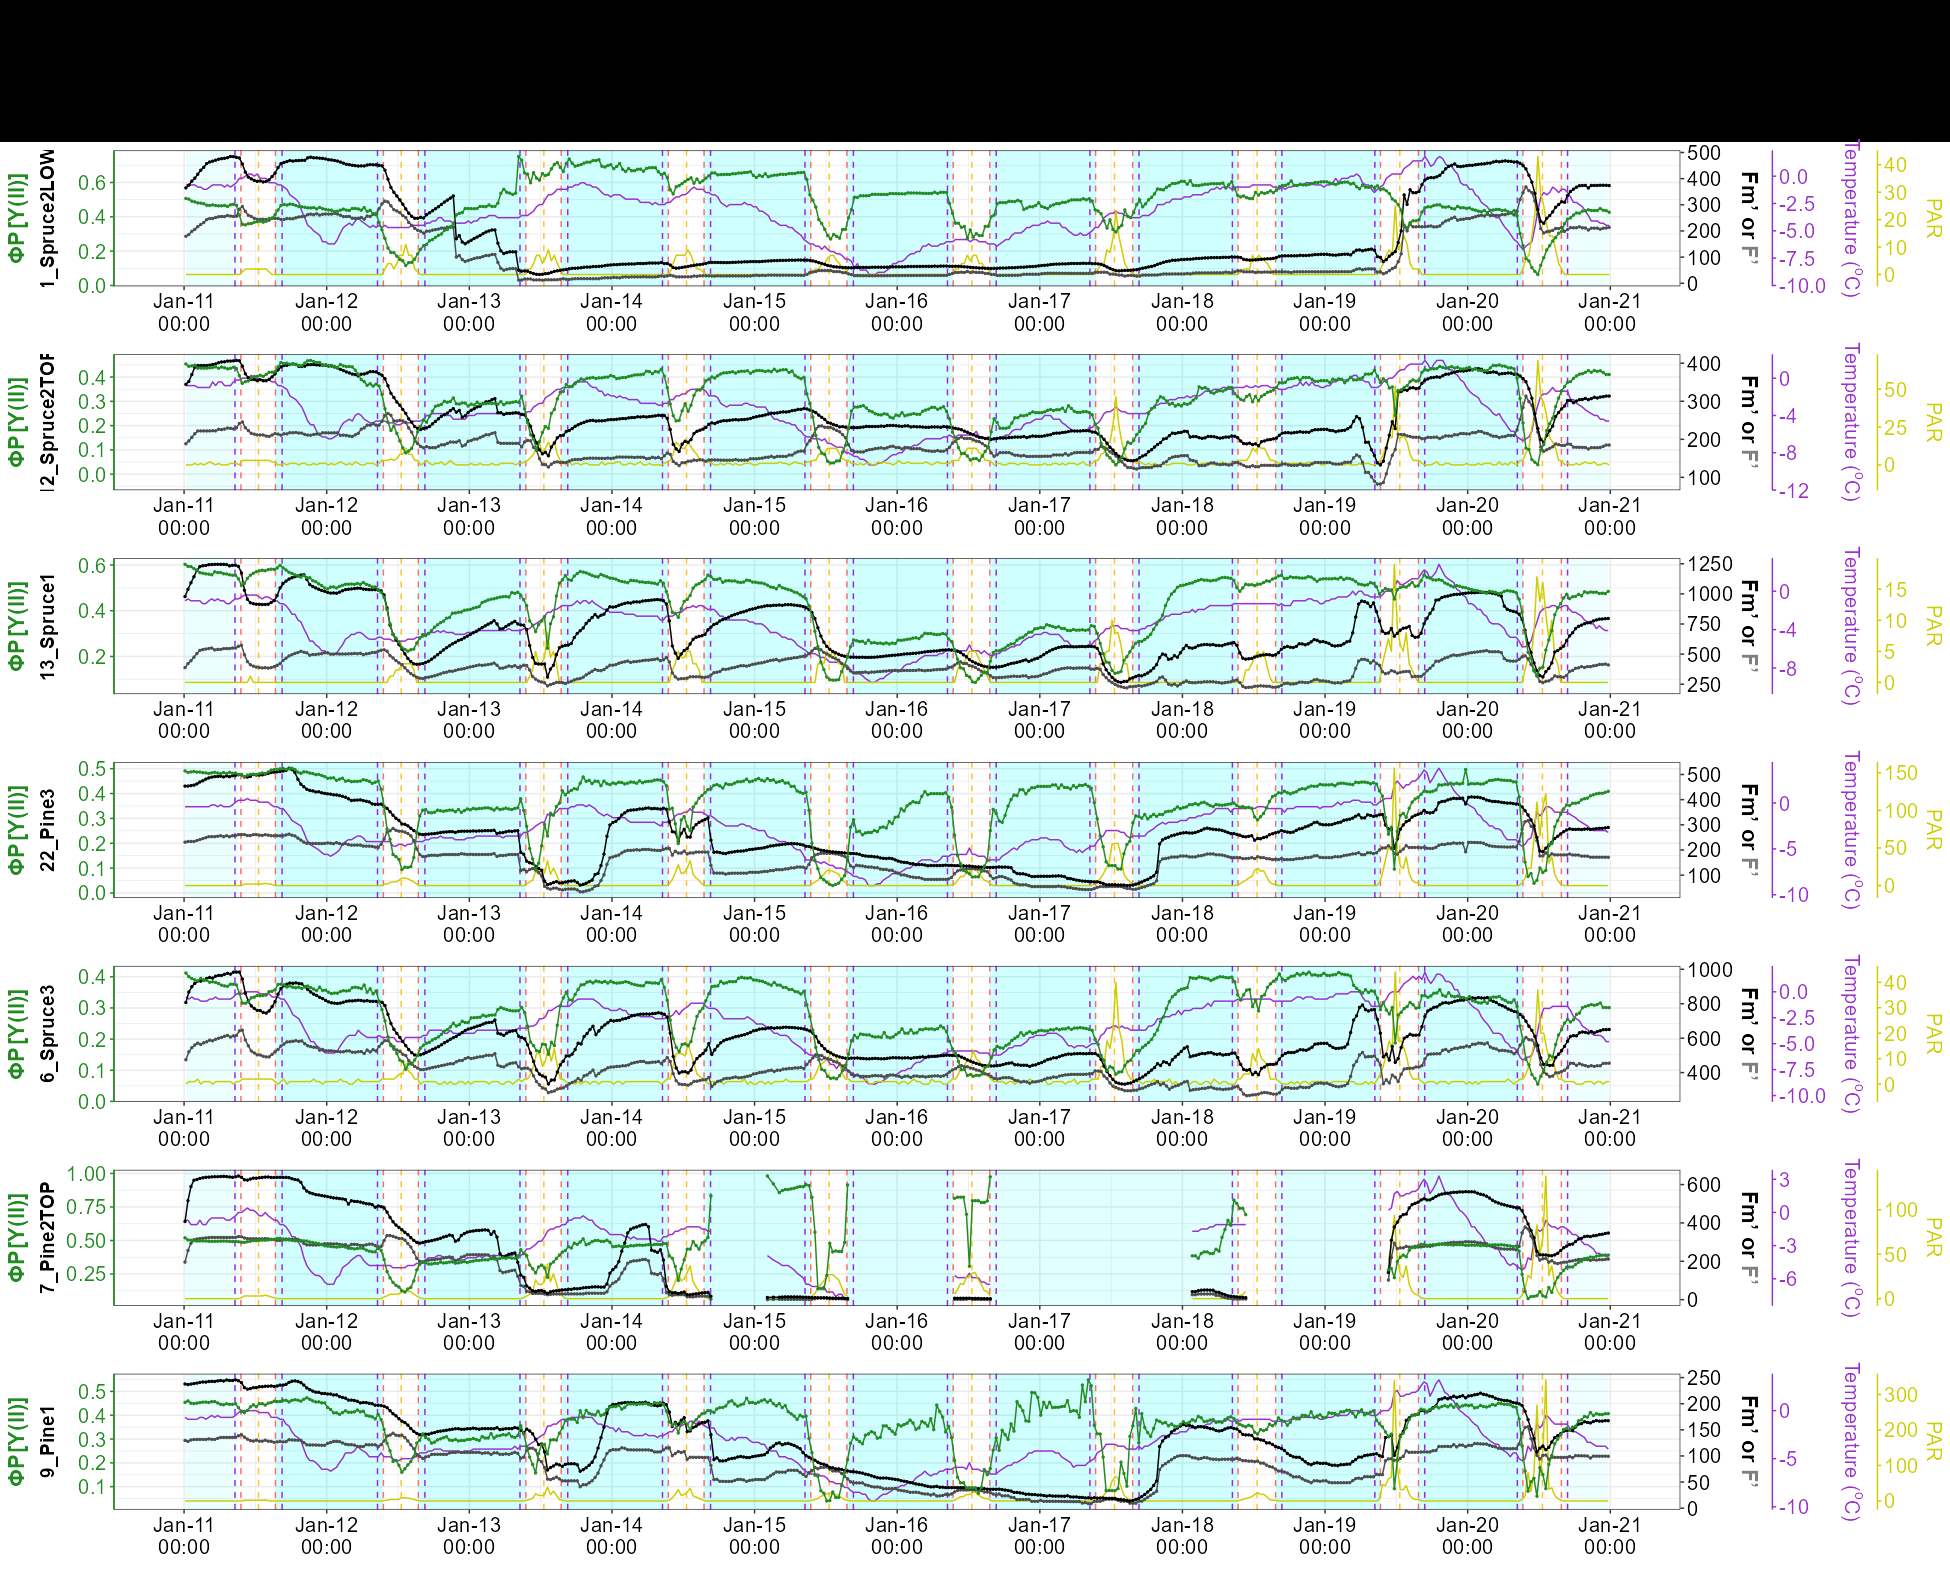 ΦP[Y(II)]
1_Spruce2LOW
0.6
0.4
0.2
0.0
500
400
300
200
100
0
Fm' or F'
0.0
-2.5
-5.0
-7.5
-10.0
Temperature (°C)
40
30
20
10
0
PAR
Jan-11 Jan-12 Jan-13 Jan-14 Jan-15 Jan-16 Jan-17 Jan-18 Jan-19 Jan-20 Jan-21
00:00 00:00 00:00 00:00 00:00 00:00 00:00 00:00 00:00 00:00 00:00
ΦP[Y(II)]
2_Spruce2TOP
0.4
0.3
0.2
0.1
0.0
400
300
200
100
Fm' or F'
0
-4
-8
-12
Temperature (°C)
50
25
0
PAR
Jan-11 Jan-12 Jan-13 Jan-14 Jan-15 Jan-16 Jan-17 Jan-18 Jan-19 Jan-20 Jan-21
00:00 00:00 00:00 00:00 00:00 00:00 00:00 00:00 00:00 00:00 00:00
ΦP[Y(II)]
13_Spruce1
0.6
0.4
0.2
1250
1000
750
500
250
Fm' or F'
0
-4
-8
Temperature (°C)
15
10
5
0
PAR
Jan-11 Jan-12 Jan-13 Jan-14 Jan-15 Jan-16 Jan-17 Jan-18 Jan-19 Jan-20 Jan-21
00:00 00:00 00:00 00:00 00:00 00:00 00:00 00:00 00:00 00:00 00:00
ΦP[Y(II)]
22_Pine3
0.5
0.4
0.3
0.2
0.1
0.0
500
400
300
200
100
Fm' or F'
0
-5
-10
Temperature (°C)
150
100
50
0
PAR
Jan-11 Jan-12 Jan-13 Jan-14 Jan-15 Jan-16 Jan-17 Jan-18 Jan-19 Jan-20 Jan-21
00:00 00:00 00:00 00:00 00:00 00:00 00:00 00:00 00:00 00:00 00:00
ΦP[Y(II)]
6_Spruce3
0.4
0.3
0.2
0.1
0.0
1000
800
600
400
Fm' or F'
0.0
-2.5
-5.0
-7.5
-10.0
Temperature (°C)
40
30
20
10
0
PAR
Jan-11 Jan-12 Jan-13 Jan-14 Jan-15 Jan-16 Jan-17 Jan-18 Jan-19 Jan-20 Jan-21
00:00 00:00 00:00 00:00 00:00 00:00 00:00 00:00 00:00 00:00 00:00
ΦP[Y(II)]
7_Pine2TOP
1.00
0.75
0.50
0.25
600
400
200
0
Fm' or F'
3
0
-3
-6
Temperature (°C)
100
50
0
PAR
Jan-11 Jan-12 Jan-13 Jan-14 Jan-15 Jan-16 Jan-17 Jan-18 Jan-19 Jan-20 Jan-21
00:00 00:00 00:00 00:00 00:00 00:00 00:00 00:00 00:00 00:00 00:00
ΦP[Y(II)]
9_Pine1
0.5
0.4
0.3
0.2
0.1
250
200
150
100
50
0
Fm' or F'
0
-5
-10
Temperature (°C)
300
200
100
0
PAR
Jan-11 Jan-12 Jan-13 Jan-14 Jan-15 Jan-16 Jan-17 Jan-18 Jan-19 Jan-20 Jan-21
00:00 00:00 00:00 00:00 00:00 00:00 00:00 00:00 00:00 00:00 00:00